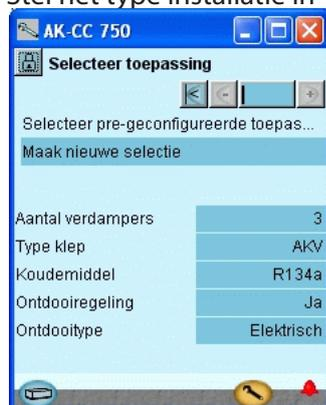 Stel het type installatie in
AK-CC 750
Selecteer toepassing
Selecteer pre-geconfigureerde toepas...
Maak nieuwe selectie
Aantal verdampers 3
Type klep AKV
Koudemiddel R134a
Ontdooiregeling Ja
Ontdooitype Elektrisch